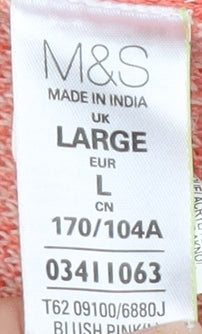 M&S
MADE IN INDIA
UK
LARGE
EUR
L
CN
170/104A
03411063
T62 09100/6880J
BLUSH PINK